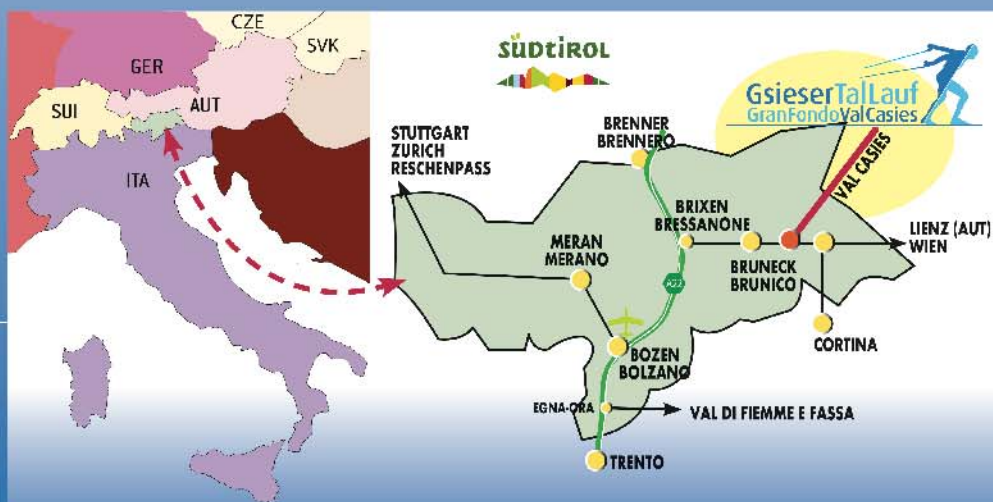 CZE
SVK
GER
AUT
SUI
ITA
SÜDTIROL
GsieserTalLauf
GranFondoValCasies
STUTTGART
ZURICH
RESCHENPASS
BRENNER
BRENNERO
VAL CASIES
BRIXEN
BRESSANONE
LIENZ (AUT)
WIEN
MERAN
MERANO
BRUNECK
BRUNICO
A22
CORTINA
BOZEN
BOLZANO
EGNA-ORA
VAL DI FIEMME E FASSA
TRENTO